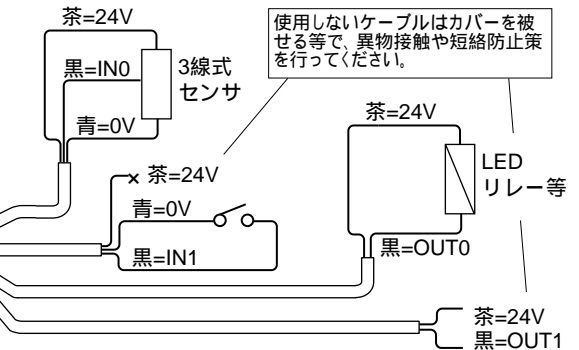 茶=24V
黒=IN0
3線式
センサ
青=0V
使用しないケーブルはカバーを被
せる等で、異物接触や短絡防止策
を行ってください。
茶=24V
LED
リレー等
黒=OUT0
茶=24V
青=0V
黒=IN1
茶=24V
黒=OUT1